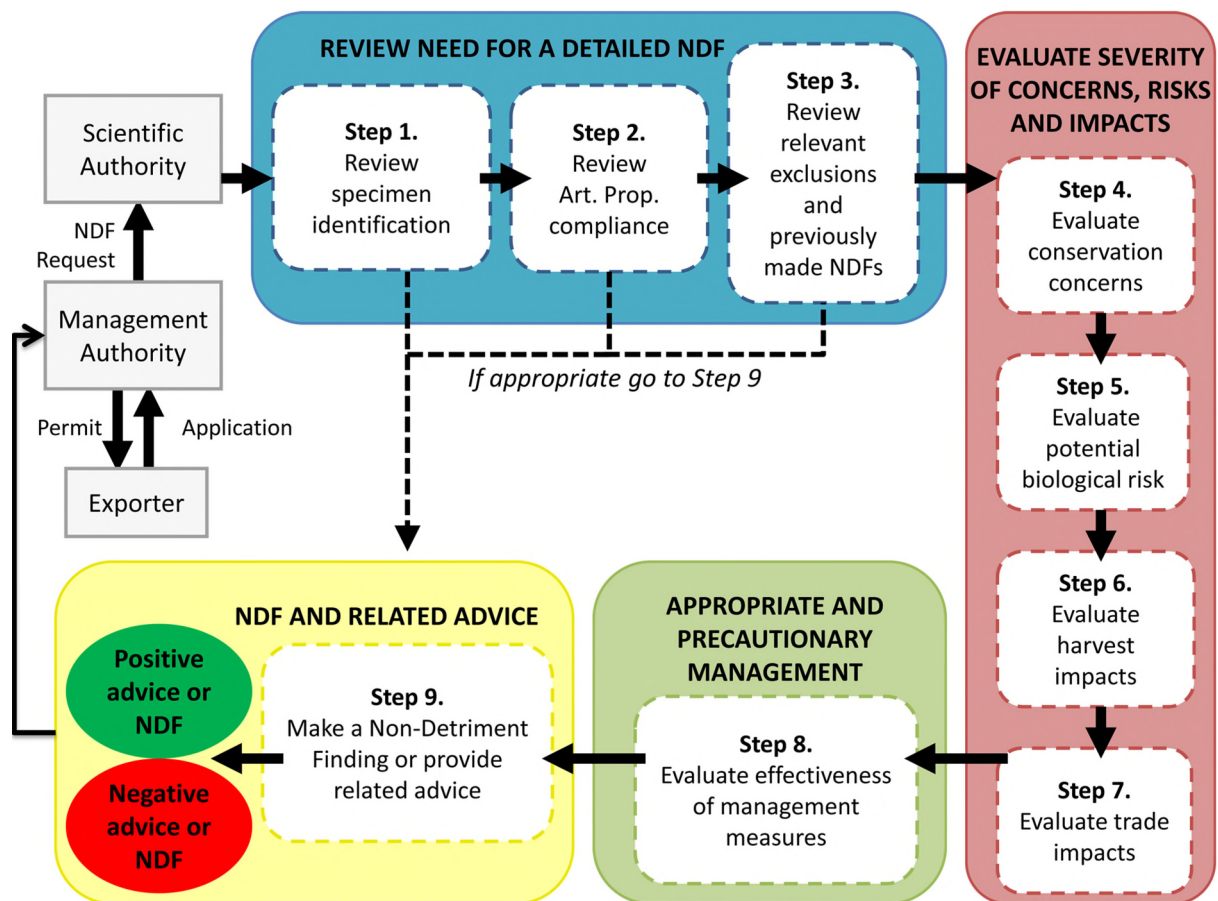 REVIEW NEED FOR A DETAILED NDF
Step 1.
Review
specimen
identification
Step 2.
Review
Art. Prop.
compliance
Step 3.
Review
relevant
exclusions
and
previously
made NDFs
If appropriate go to Step 9
Scientific
Authority
NDF
Request
Management
Authority
Permit
Application
Exporter
EVALUATE SEVERITY
OF CONCERNS, RISKS
AND IMPACTS
Step 4.
Evaluate
conservation
concerns
Step 5.
Evaluate
potential
biological risk
Step 6.
Evaluate
harvest
impacts
Step 7.
Evaluate trade
impacts
APPROPRIATE AND
PRECAUTIONARY
MANAGEMENT
Step 8.
Evaluate effectiveness
of management
measures
NDF AND RELATED ADVICE
Step 9.
Make a Non-Detriment
Finding or provide
related advice
Positive
advice or
NDF
Negative
advice or
NDF